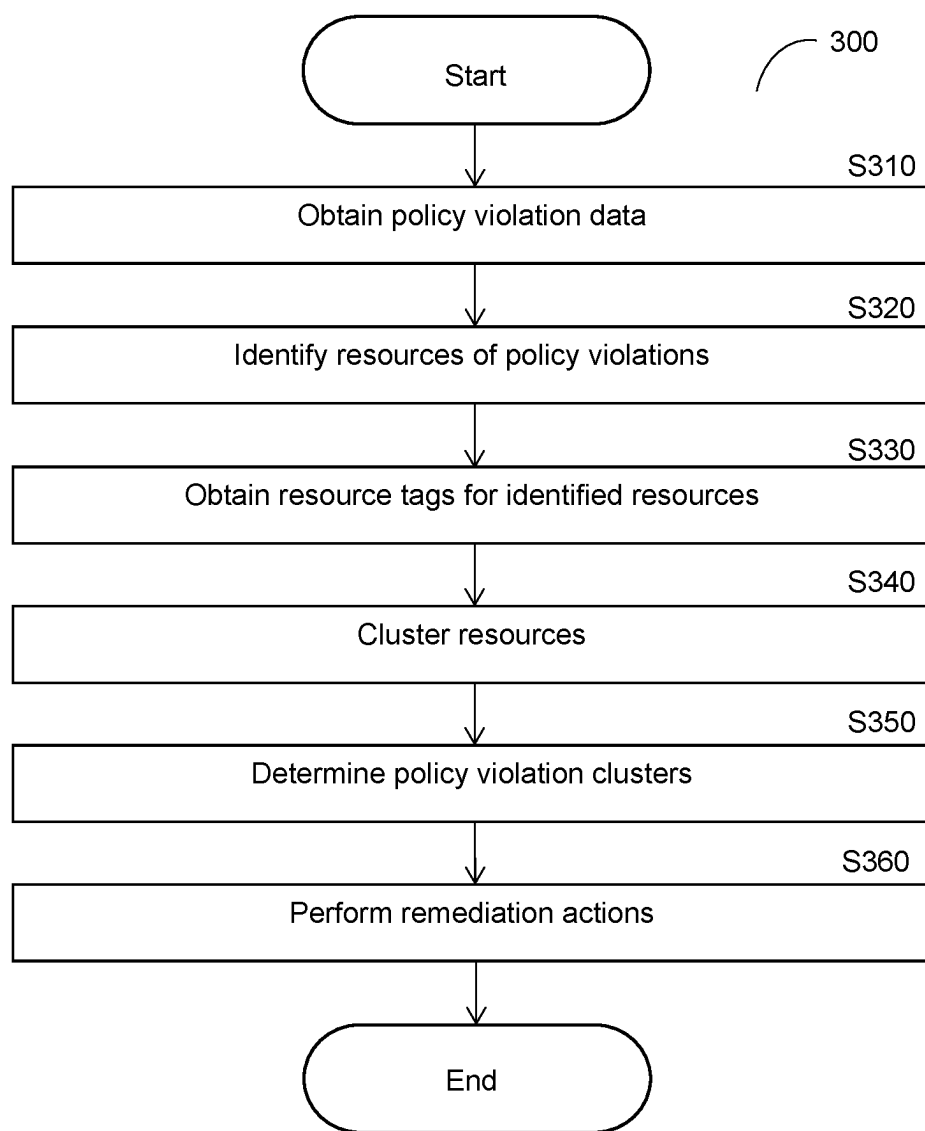 Start
300
S310
Obtain policy violation data
S320
Identify resources of policy violations
S330
Obtain resource tags for identified resources
S340
Cluster resources
S350
Determine policy violation clusters
S360
Perform remediation actions
End